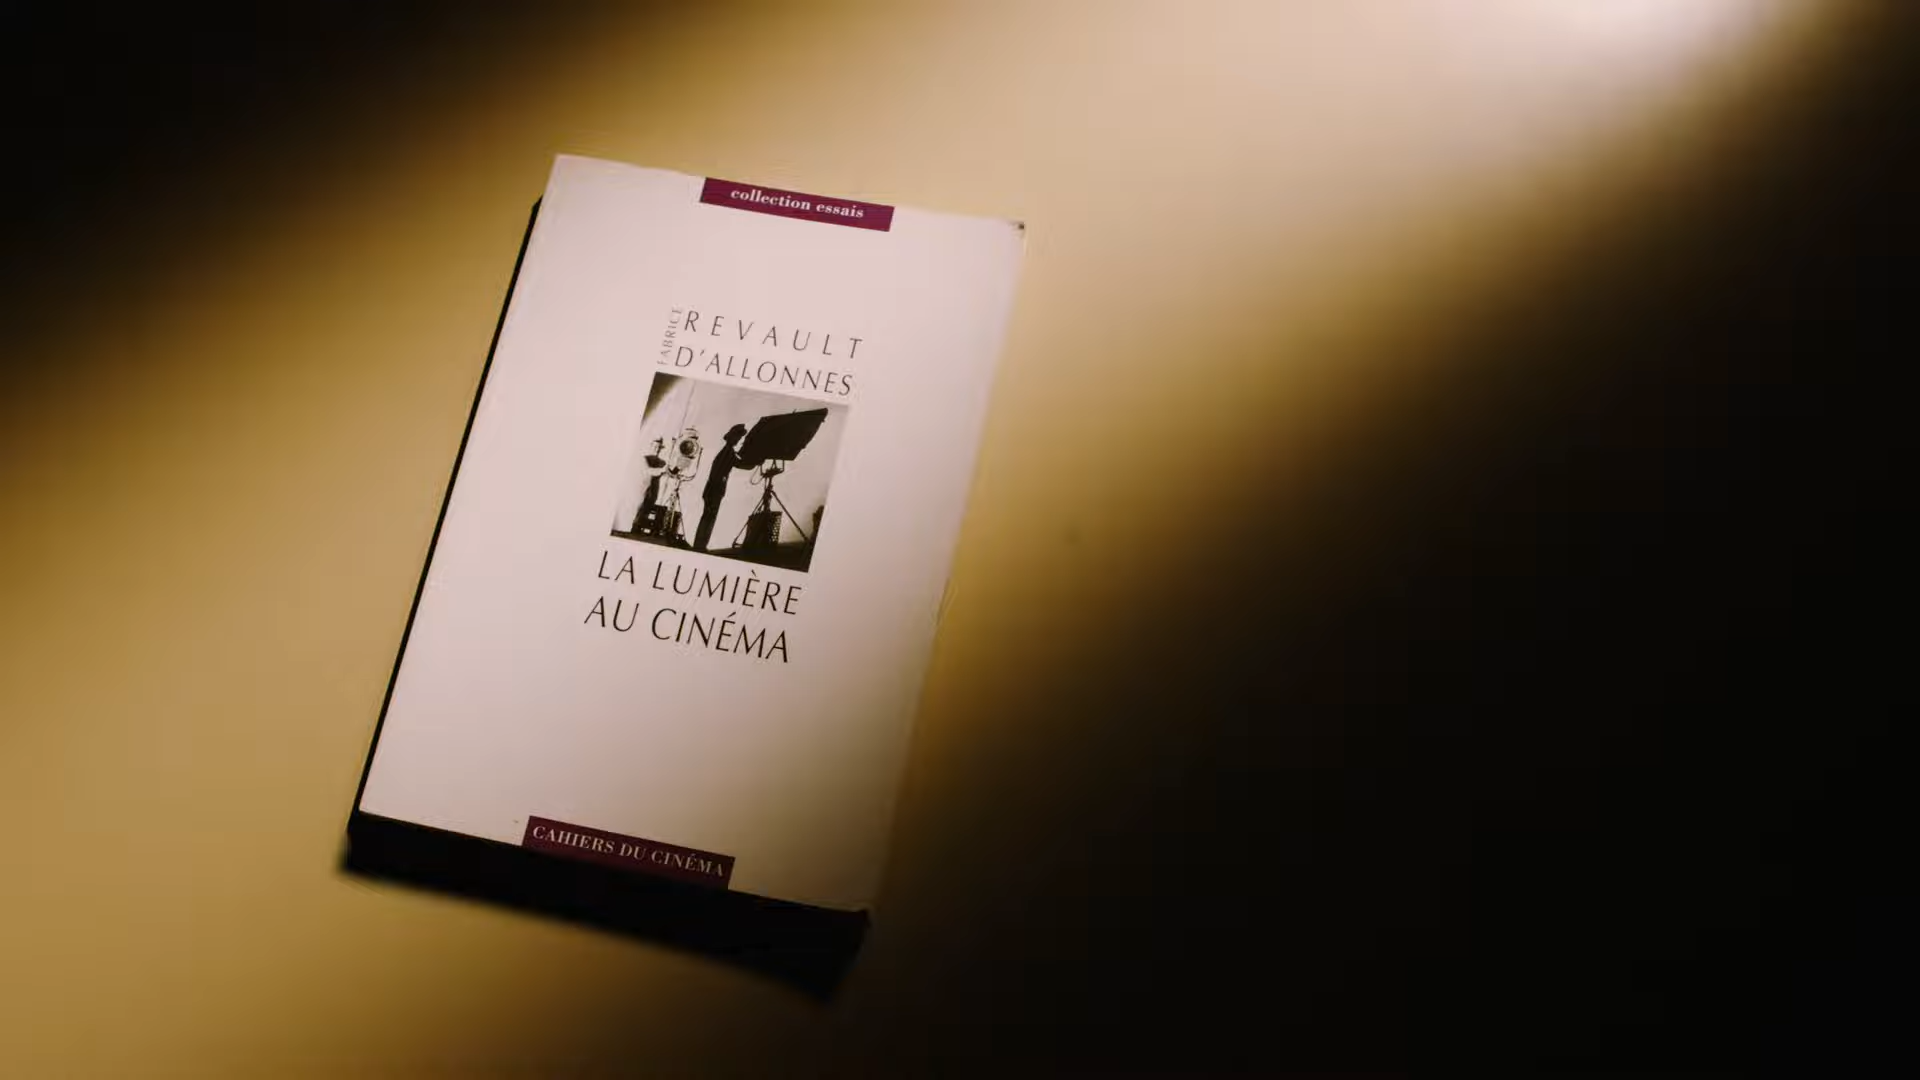 collection essais
FABRICE
REVAULT
D'ALLONNES
LA LUMIÈRE
AU CINÉMA
CAHIERS DU CINÉMA